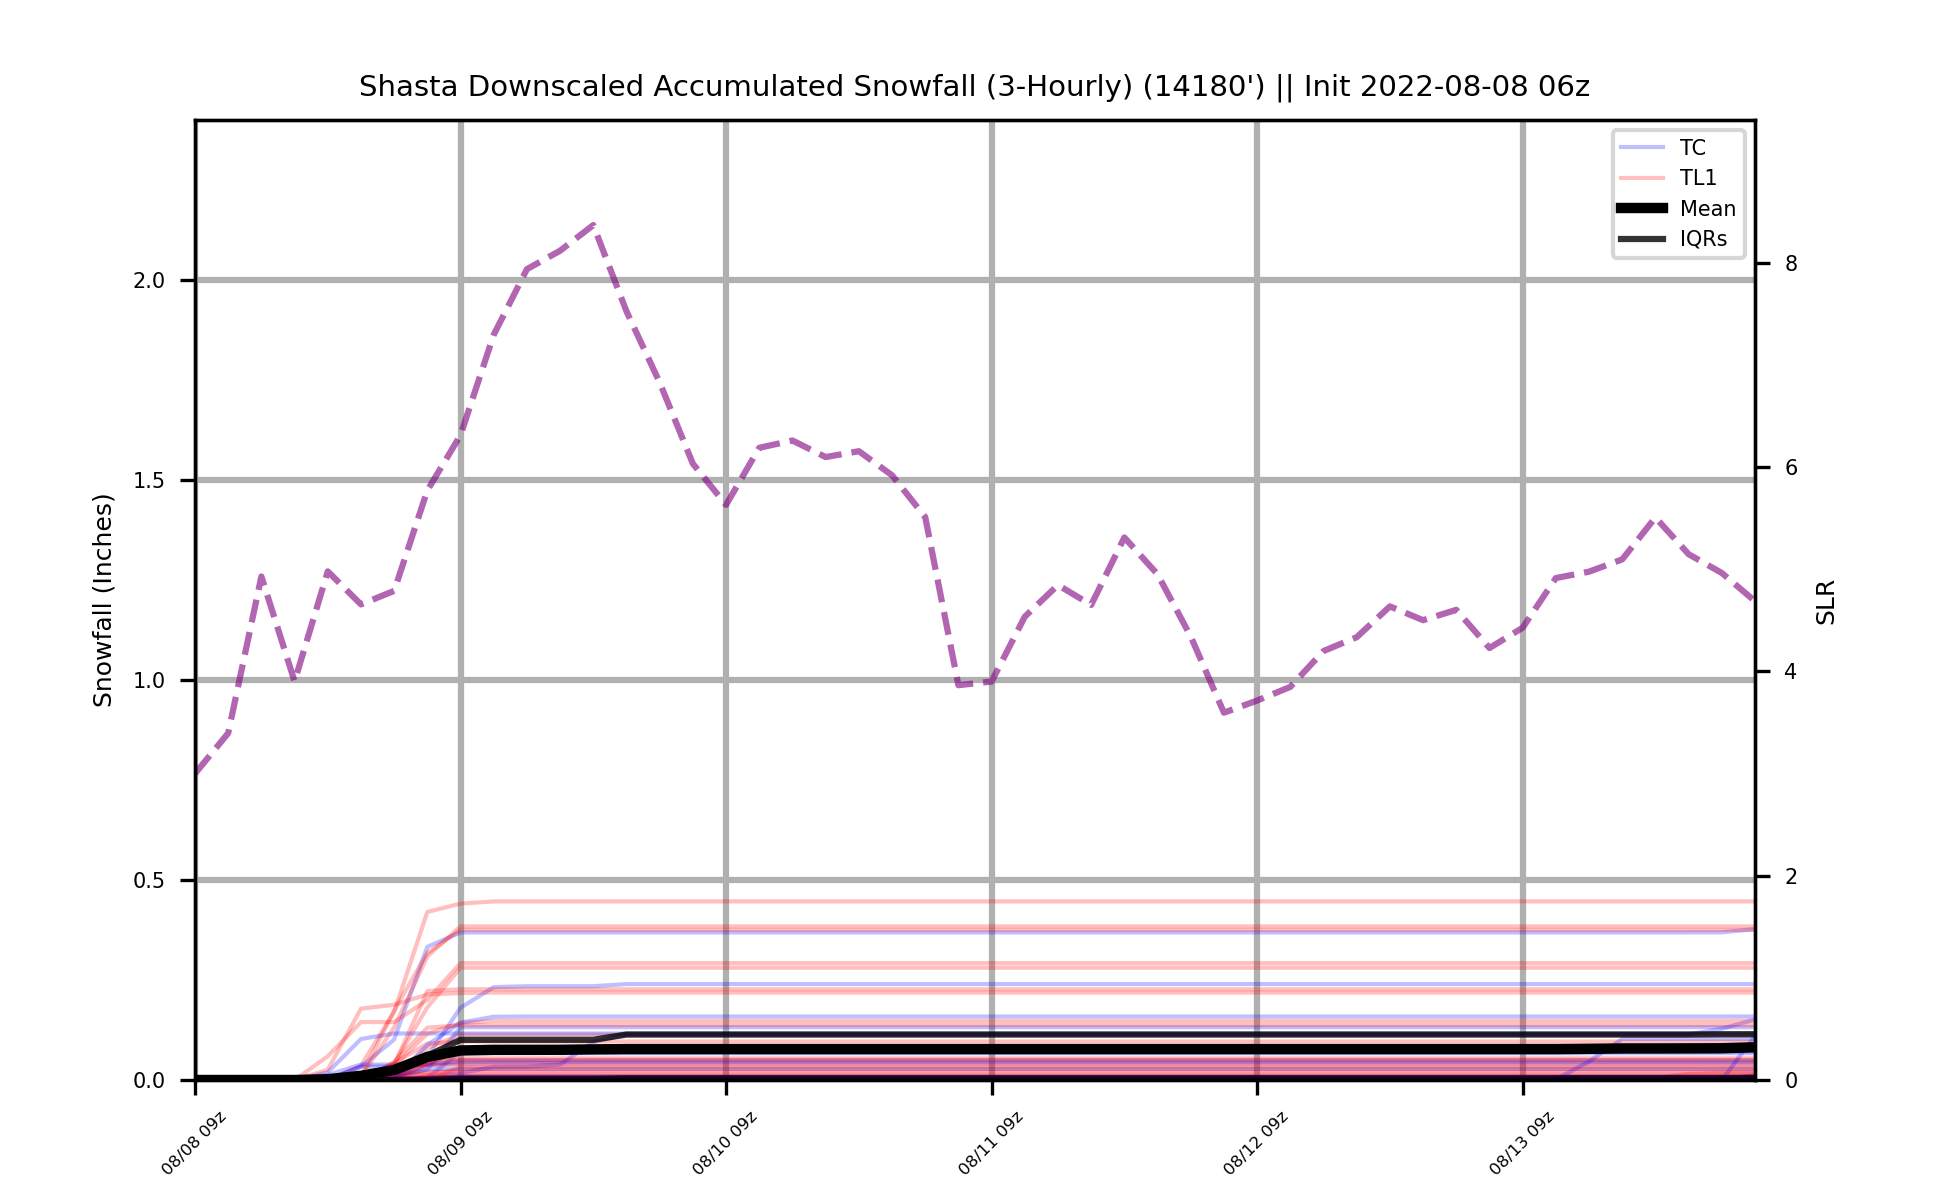 Shasta Downscaled Accumulated Snowfall (3-Hourly) (14180') || Init 2022-08-08 06z
TC
TL1
Mean
IQRs
Snowfall (Inches)
2.0
1.5
1.0
0.5
0.0
SLR
8
6
4
2
0
08/08 09z
08/09 09z
08/10 09z
08/11 09z
08/12 09z
08/13 09z